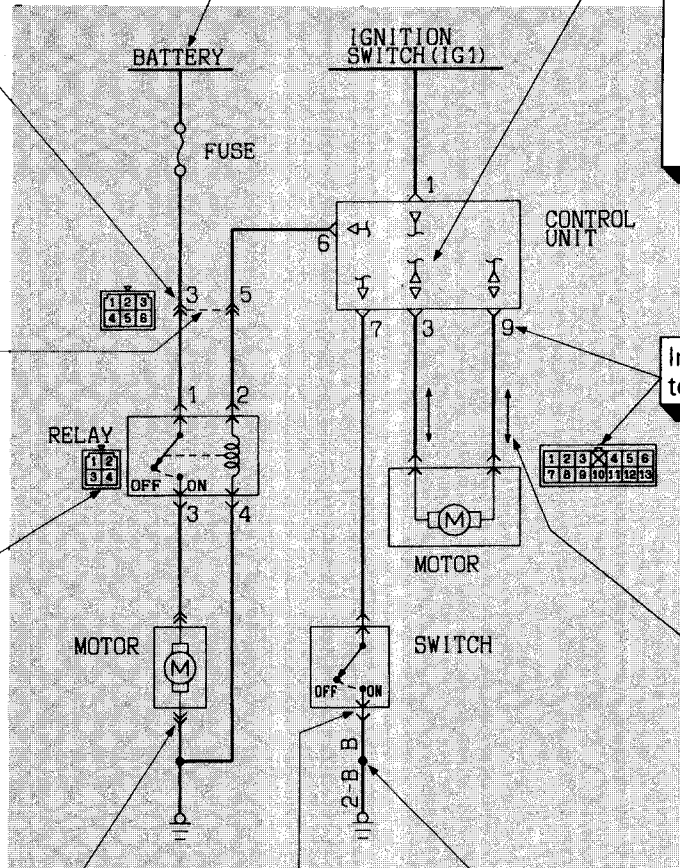 BATTERY
IGNITION
SWITCH (IG1)
FUSE
1
CONTROL
UNIT
6
3 5
1 2 3
4 5 6
7 3 9
In
to
1 2
RELAY
1 2
3 4
OFF ON
3 4
1 2 3 4 5 6
7 8 9 10 11 12 13
M
MOTOR
MOTOR
M
SWITCH
OFF ON
B
2-B